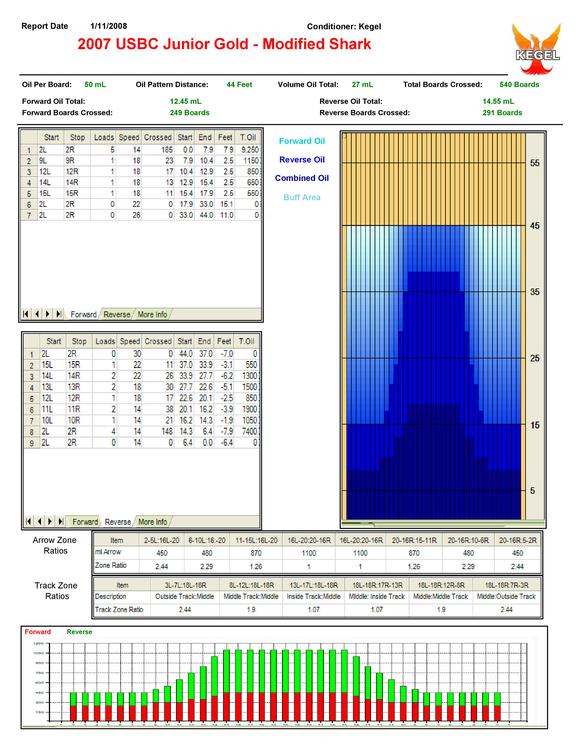 Report Date 1/11/2008 Conditioner: Kegel
2007 USBC Junior Gold - Modified Shark
KEGEL
Oil Per Board: 50 mL Oil Pattern Distance: 44 Feet Volume Oil Total: 27 mL Total Boards Crossed: 540 Boards
Forward Oil Total: 12.45 mL Reverse Oil Total: 14.55 mL
Forward Boards Crossed: 249 Boards Reverse Boards Crossed: 291 Boards
Start Stop Loads Speed Crossed Start End Feet T.Oil
1 2L 2R 5 14 185 0.0 7.9 7.9 9,250
2 9L 9R 1 18 23 7.9 10.4 2.5 1150
3 12L 12R 1 18 17 10.4 12.9 2.5 850
4 14L 14R 1 18 13 12.9 15.4 2.5 650
5 15L 15R 1 18 11 15.4 17.9 2.5 550
6 2L 2R 0 22 0 17.9 33.0 15.1 0
7 2L 2R 0 26 0 33.0 44.0 11.0 0
Forward Reverse More Info
Forward Oil
Reverse Oil
Combined Oil
Buff Area
55
45
35
25
15
5
Start Stop Loads Speed Crossed Start End Feet T.Oil
1 2L 2R 0 30 0 44.0 37.0 -7.0 0
2 15L 15R 1 22 11 37.0 33.9 -3.1 550
3 14L 14R 2 22 26 33.9 27.7 -6.2 1300
4 13L 13R 2 18 30 27.7 22.6 -5.1 1500
5 12L 12R 1 18 17 22.6 20.1 -2.5 850
6 11L 11R 2 14 38 20.1 16.2 -3.9 1900
7 10L 10R 1 14 21 16.2 14.3 -1.9 1050
8 2L 2R 4 14 148 14.3 6.4 -7.9 7400
9 2L 2R 0 14 0 6.4 0.0 -6.4 0
Forward Reverse More Info
Arrow Zone Ratios
Item 2-5L:16L-20 6-10L:16-20 11-15L:16L-20 16L-20:20-16R 16L-20:20-16R 20-16R:15-11R 20-16R:10-6R 20-16R:5-2R
ml Arrow 450 480 870 1100 1100 870 480 450
Zone Ratio 2.44 2.29 1.26 1 1 1.26 2.29 2.44
Track Zone Ratios
Item 3L-7L:18L-18R 8L-12L:18L-18R 13L-17L:18L-18R 18L-18R:17R-13R 18L-18R:12R-8R 18L-18R:7R-3R
Description Outside Track:Middle Middle Track:Middle Inside Track:Middle Middle: Inside Track Middle:Middle Track Middle:Outside Track
Track Zone Ratio 2.44 1.9 1.07 1.07 1.9 2.44
Forward Reverse